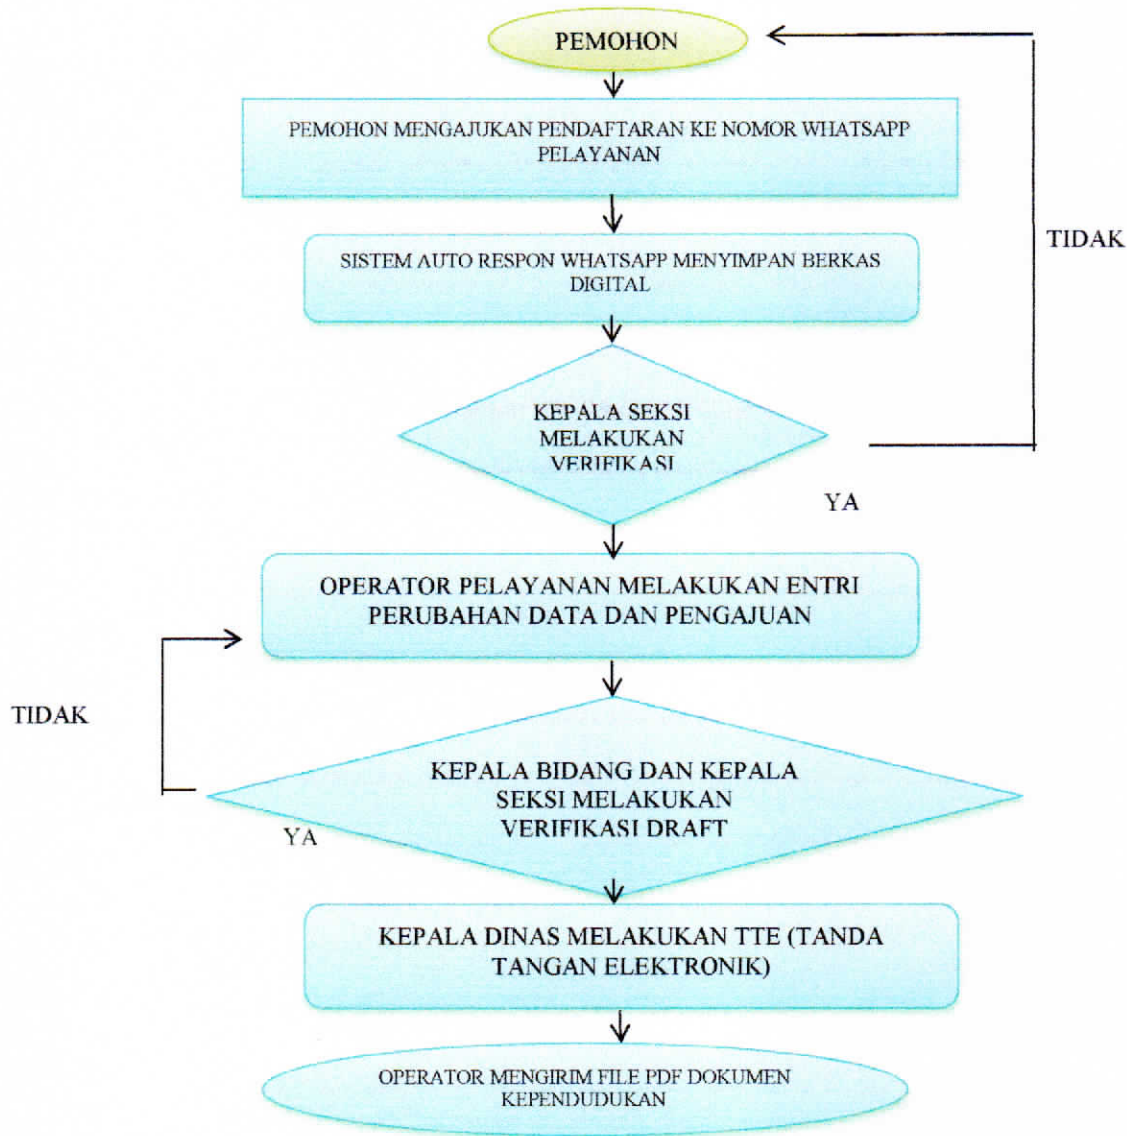 PEMOHON
PEMOHON MENGAJUKAN PENDAFTARAN KE NOMOR WHATSAPP
PELAYANAN
TIDAK
SISTEM AUTO RESPON WHATSAPP MENYIMPAN BERKAS
DIGITAL
KEPALA SEKSI
MELAKUKAN
VERIFIKASI
YA
OPERATOR PELAYANAN MELAKUKAN ENTRI
PERUBAHAN DATA DAN PENGAJUAN
TIDAK
KEPALA BIDANG DAN KEPALA
SEKSI MELAKUKAN
VERIFIKASI DRAFT
YA
KEPALA DINAS MELAKUKAN TTE (TANDA
TANGAN ELEKTRONIK)
OPERATOR MENGIRIM FILE PDF DOKUMEN
KEPENDUDUKAN